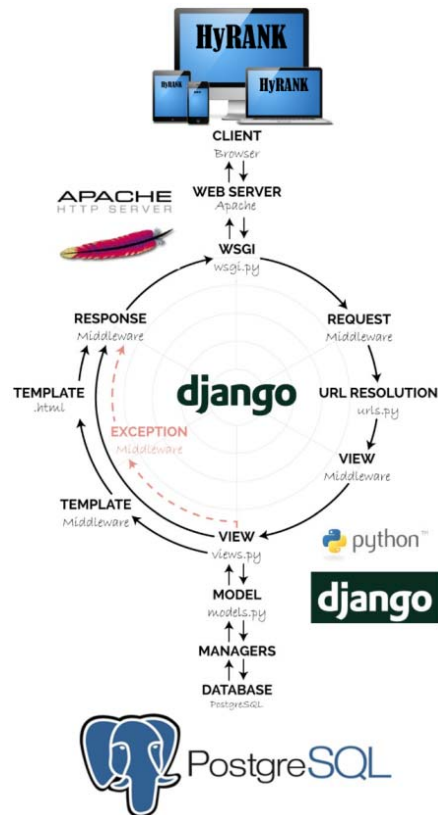 HyRANK
HyRANK
HyRANK
CLIENT
Browser
WEB SERVER
Apache
APACHE
HTTP SERVER
WSGI
wsgi.py
RESPONSE
Middleware
REQUEST
Middleware
TEMPLATE
.html
django
URL RESOLUTION
urls.py
EXCEPTION
Middleware
VIEW
Middleware
TEMPLATE
Middleware
VIEW
views.py
python™
MODEL
models.py
django
MANAGERS
DATABASE
PostgreSQL
PostgreSQL